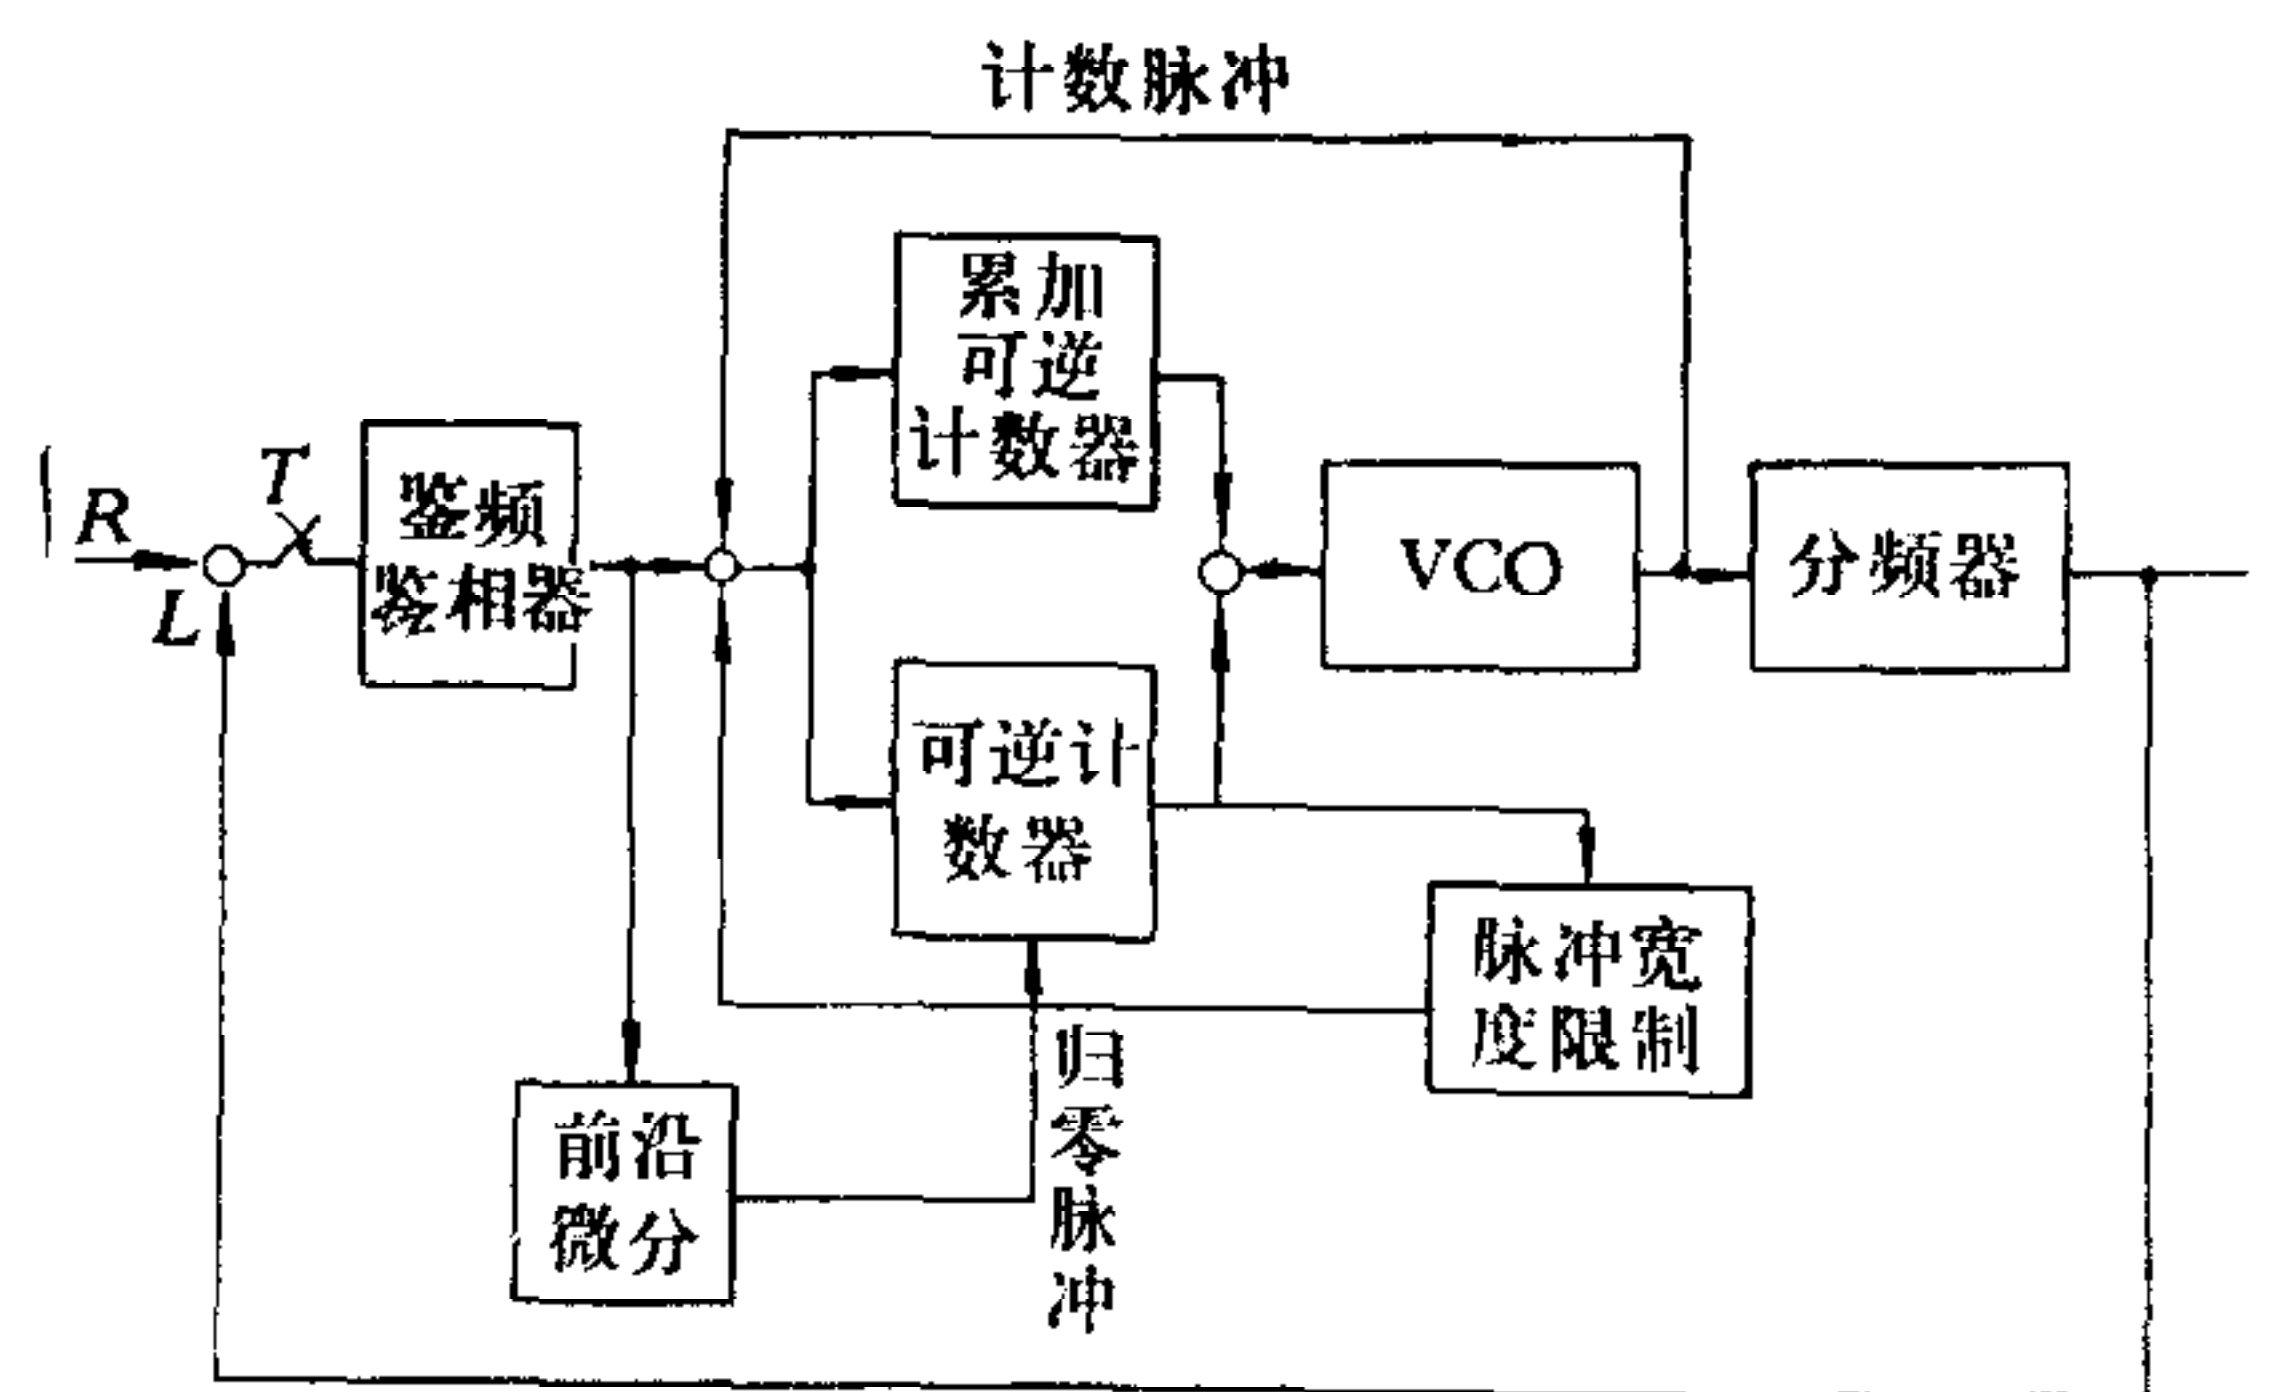 计数脉冲
累加
可逆
计数器
R
T
L
鉴频
鉴相器
VCO
分频器
可逆计
数器
脉冲宽
度限制
归
零
脉
冲
前沿
微分